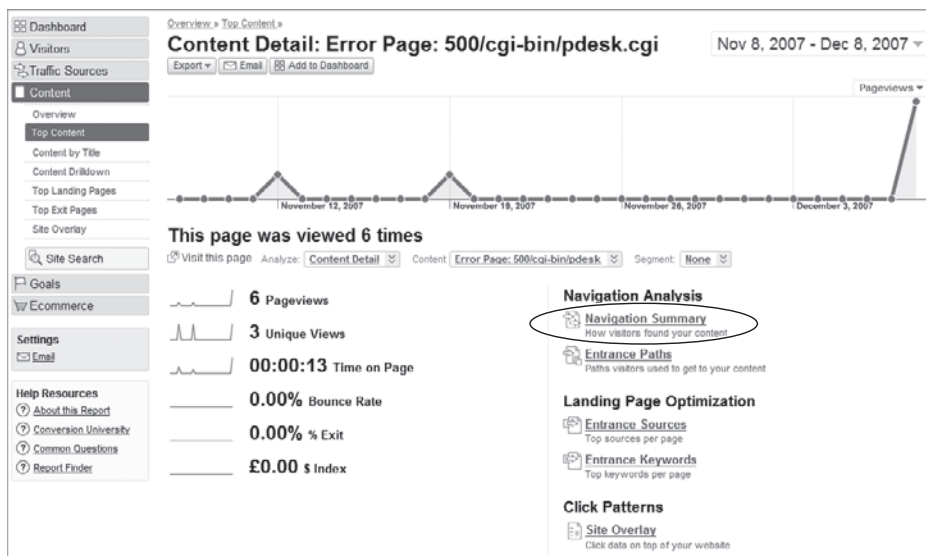 Dashboard
Visitors
Traffic Sources
Content
Overview
Top Content
Content by Title
Content Drilldown
Top Landing Pages
Top Exit Pages
Site Overlay
Site Search
Goals
Ecommerce
Settings
Email
Help Resources
? About this Report
? Conversion University
? Common Questions
? Report Finder
Overview » Top Content »
Content Detail: Error Page: 500/cgi-bin/pdesk.cgi
Nov 8, 2007 - Dec 8, 2007
Export Email Add to Dashboard
Pageviews
November 12, 2007 November 19, 2007 November 26, 2007 December 3, 2007
This page was viewed 6 times
Visit this page Analyze: Content Detail Content Error Page: 500/cgi-bin/pdesk Segment: None
6 Pageviews
3 Unique Views
00:00:13 Time on Page
0.00% Bounce Rate
0.00% % Exit
£0.00 $ Index
Navigation Analysis
Navigation Summary
How visitors found your content
Entrance Paths
Paths visitors used to get to your content
Landing Page Optimization
Entrance Sources
Top sources per page
Entrance Keywords
Top keywords per page
Click Patterns
Site Overlay
Click data on top of your website